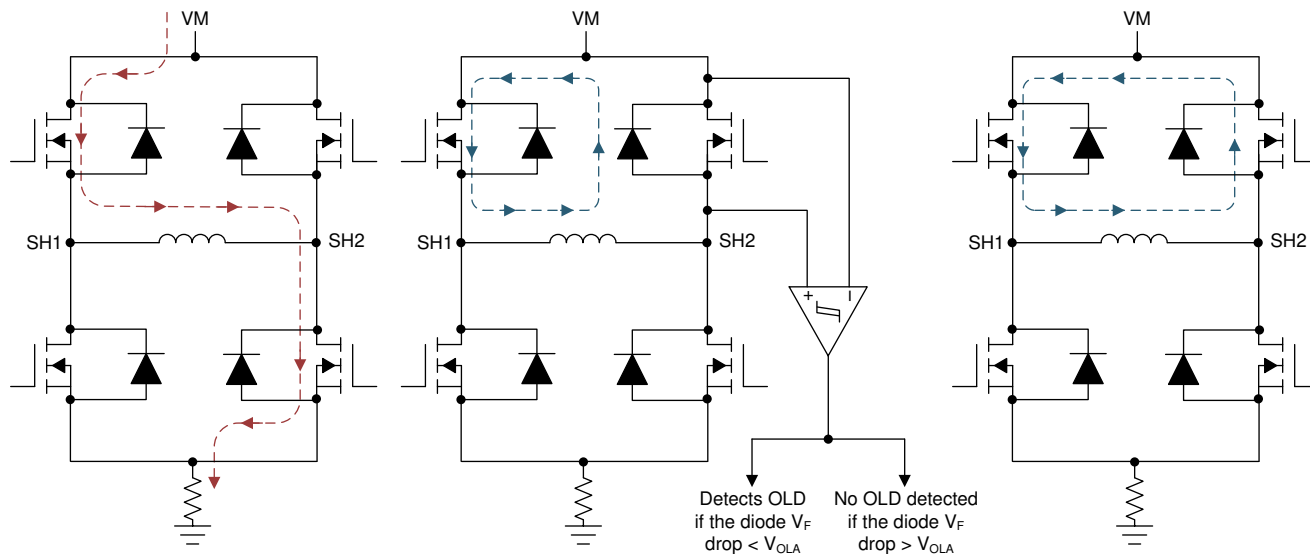 VM
VM
VM
SH1
SH2
SH1
SH2
SH1
SH2
+
–
Detects OLD
if the diode VF
drop < VOLA
No OLD detected
if the diode VF
drop > VOLA